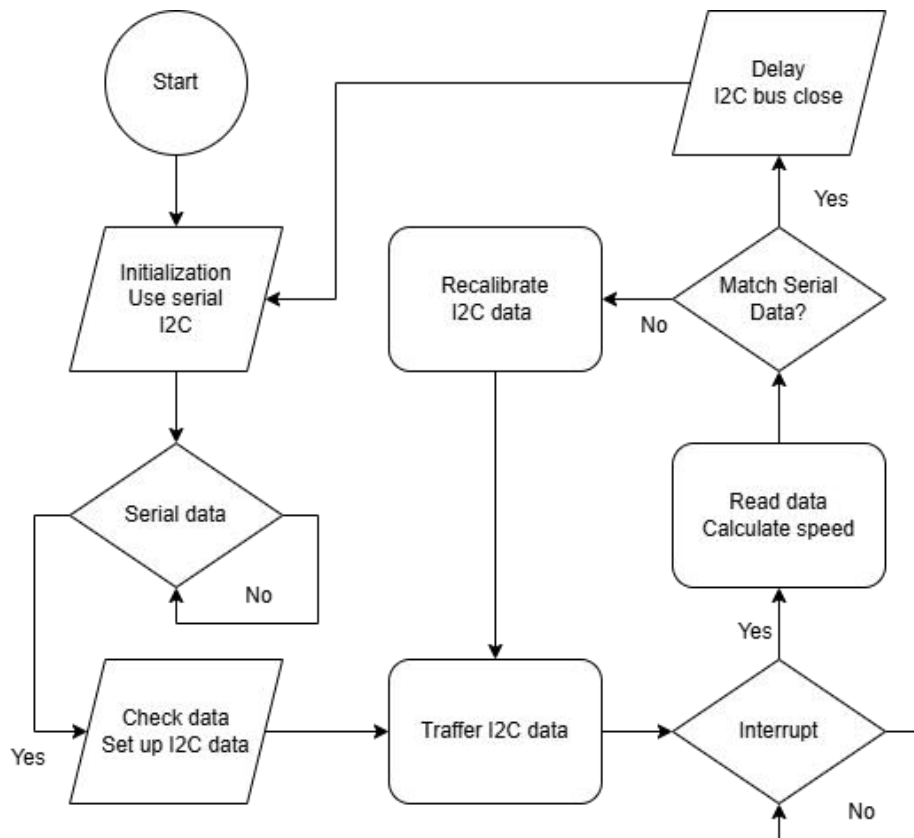 Start
Delay
I2C bus close
Yes
Initialization
Use serial
I2C
Recalibrate
I2C data
Match Serial
Data?
No
Serial data
No
Read data
Calculate speed
Yes
Check data
Set up I2C data
Yes
Traffer I2C data
Interrupt
No